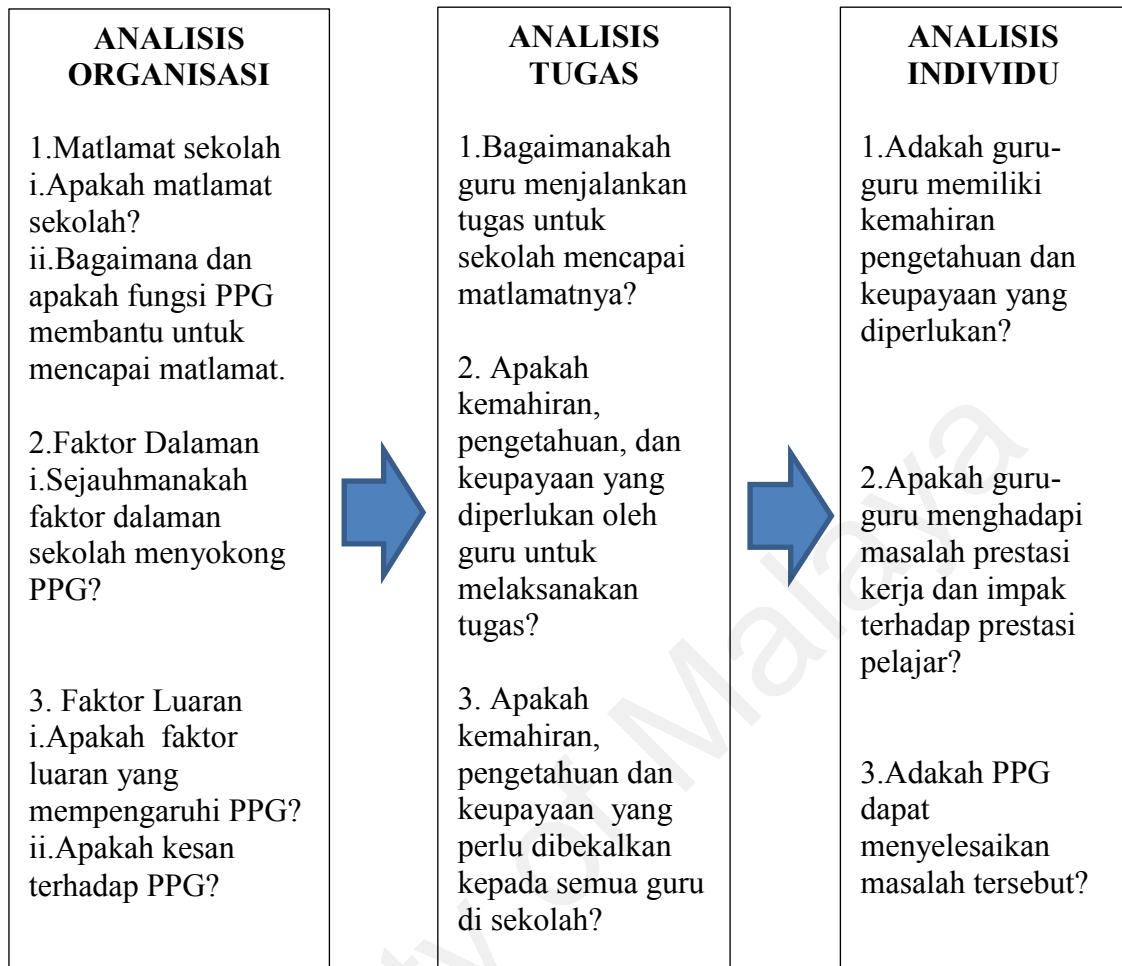 ANALISIS
ORGANISASI
1.Matlamat sekolah
i.Apakah matlamat
sekolah?
ii.Bagaimana dan
apakah fungsi PPG
membantu untuk
mencapai matlamat.
2.Faktor Dalaman
i.Sejauhmanakah
faktor dalaman
sekolah menyokong
PPG?
3. Faktor Luaran
i.Apakah faktor
luaran yang
mempengaruhi PPG?
ii.Apakah kesan
terhadap PPG?
ANALISIS
TUGAS
1.Bagaimanakah
guru menjalankan
tugas untuk
sekolah mencapai
matlamatnya?
2. Apakah
kemahiran,
pengetahuan, dan
keupayaan yang
diperlukan oleh
guru untuk
melaksanakan
tugas?
3. Apakah
kemahiran,
pengetahuan dan
keupayaan yang
perlu dibekalkan
kepada semua guru
di sekolah?
ANALISIS
INDIVIDU
1.Adakah guru-
guru memiliki
kemahiran
pengetahuan dan
keupayaan yang
diperlukan?
2.Apakah guru-
guru menghadapi
masalah prestasi
kerja dan impak
terhadap prestasi
pelajar?
3.Adakah PPG
dapat
menyelesaikan
masalah tersebut?
of Malaya